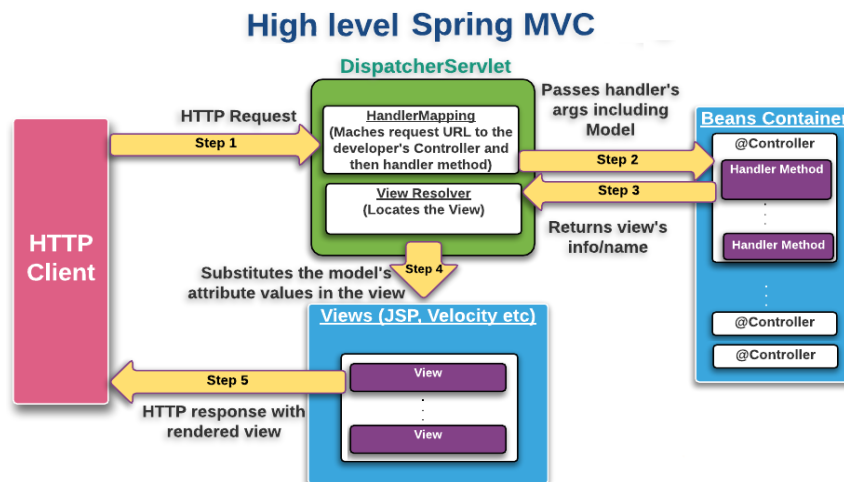 High level Spring MVC
DispatcherServlet
HTTP Request
Step 1
HandlerMapping
(Maches request URL to the
developer's Controller and
then handler method)
View Resolver
(Locates the View)
Passes handler's
args including
Model
Step 2
Step 3
Returns view's
info/name
Beans Container
@Controller
Handler Method
Handler Method
@Controller
@Controller
HTTP
Client
Step 4
Substitutes the model's
attribute values in the view
Views (JSP, Velocity etc)
View
View
Step 5
HTTP response with
rendered view